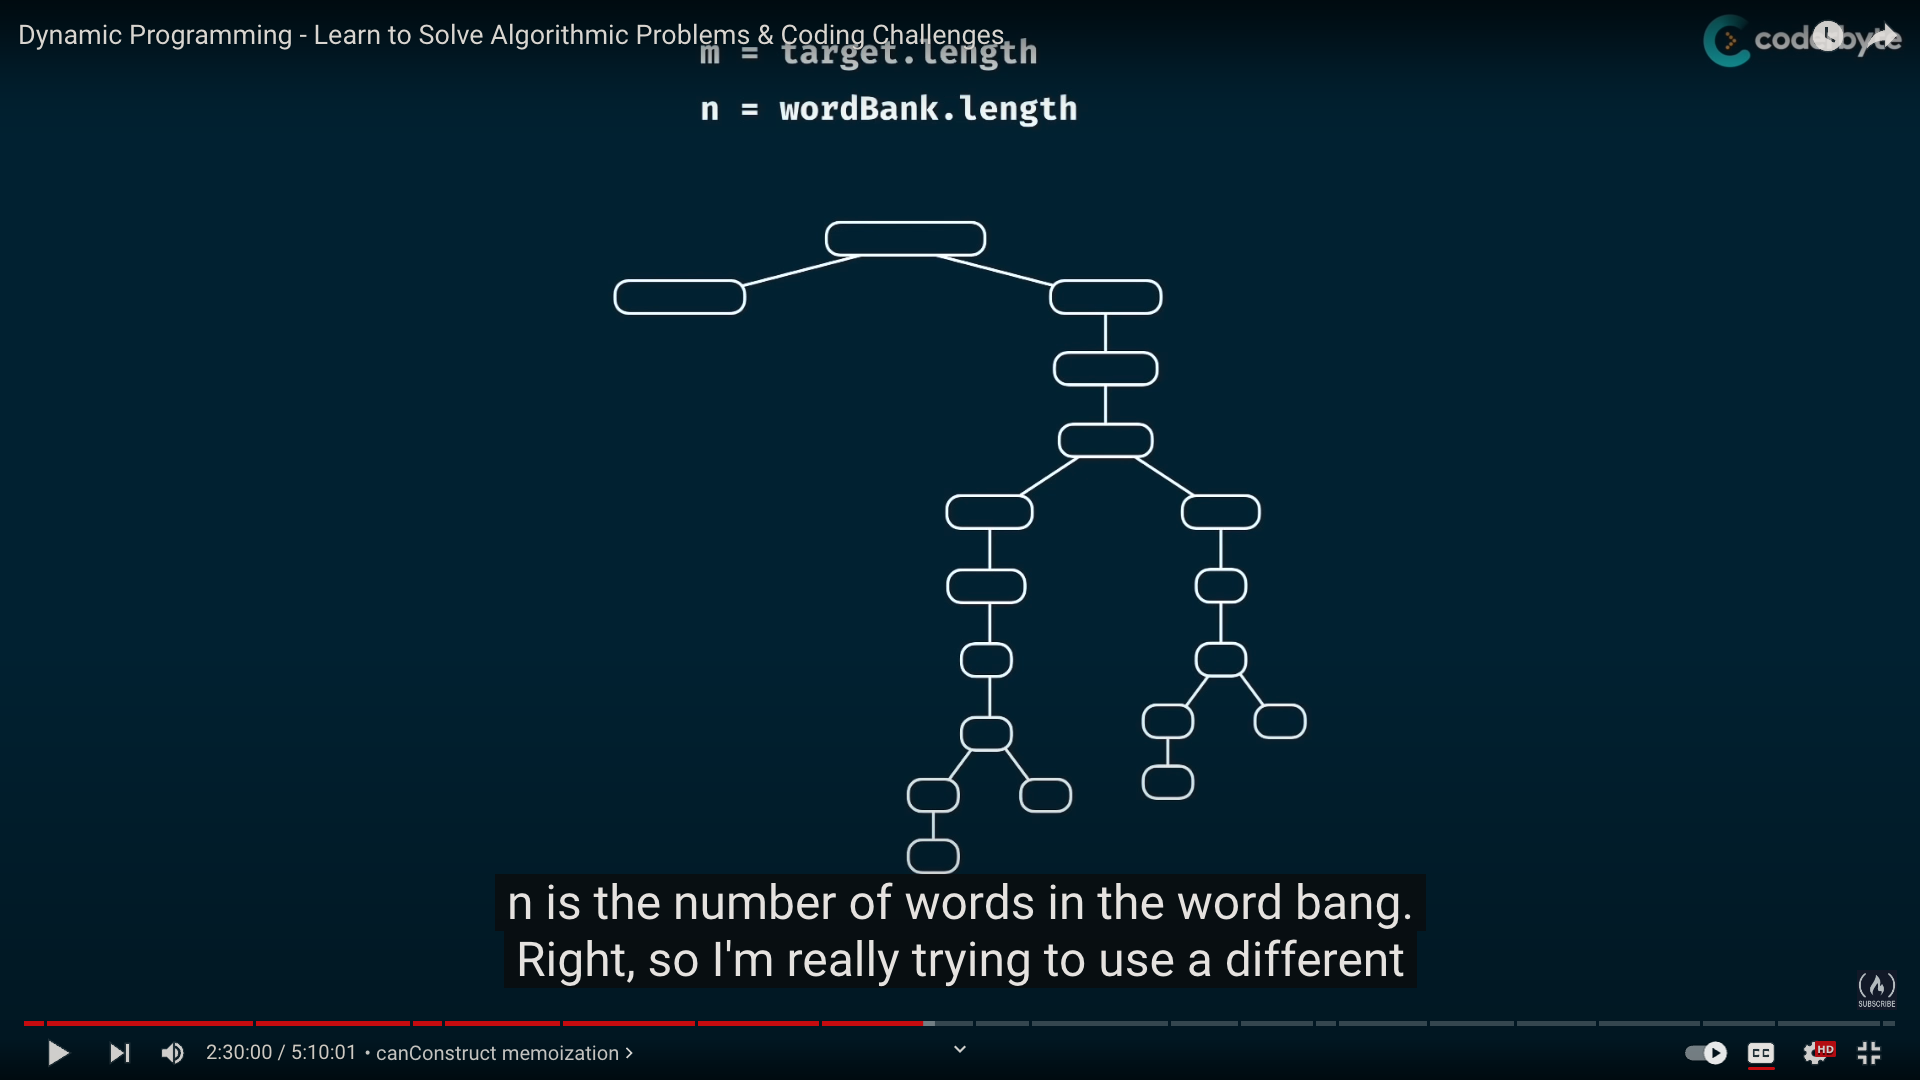 Dynamic Programming - Learn to Solve Algorithmic Problems & Coding Challenges
m = target.length
coderbyte
n = wordBank.length
n is the number of words in the word bang.
Right, so I'm really trying to use a different
SUBSCRIBE
2:30:00 / 5:10:01 • canConstruct memoization >
CC
HD